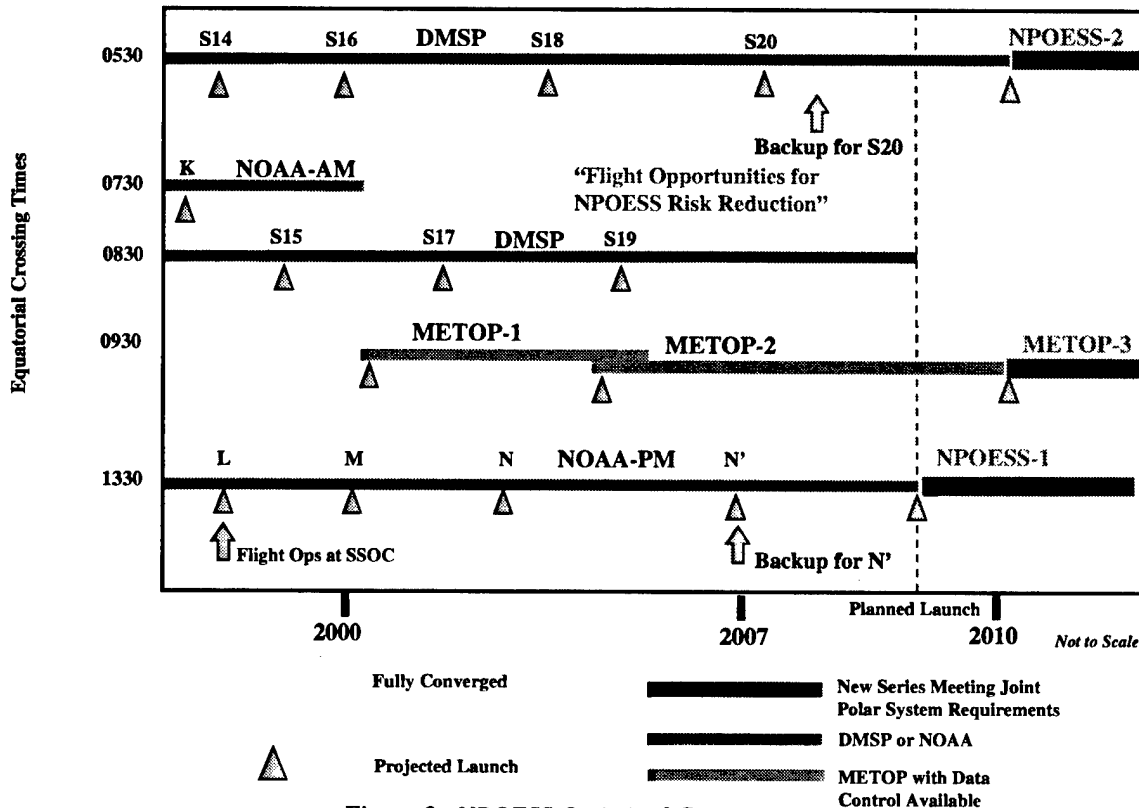 S14 S16 DMSP S18 S20 NPOESS-2
0530
Backup for S20
K NOAA-AM
"Flight Opportunities for
NPOESS Risk Reduction"
0730
S15 S17 DMSP S19
0830
Equatorial Crossing Times
0930
METOP-1 METOP-2 METOP-3
L M N NOAA-PM N' NPOESS-1
1330
Flight Ops at SSOC
Backup for N'
Planned Launch
2000 2007 2010 Not to Scale
Fully Converged
New Series Meeting Joint
Polar System Requirements
DMSP or NOAA
Projected Launch
METOP with Data
Control Available